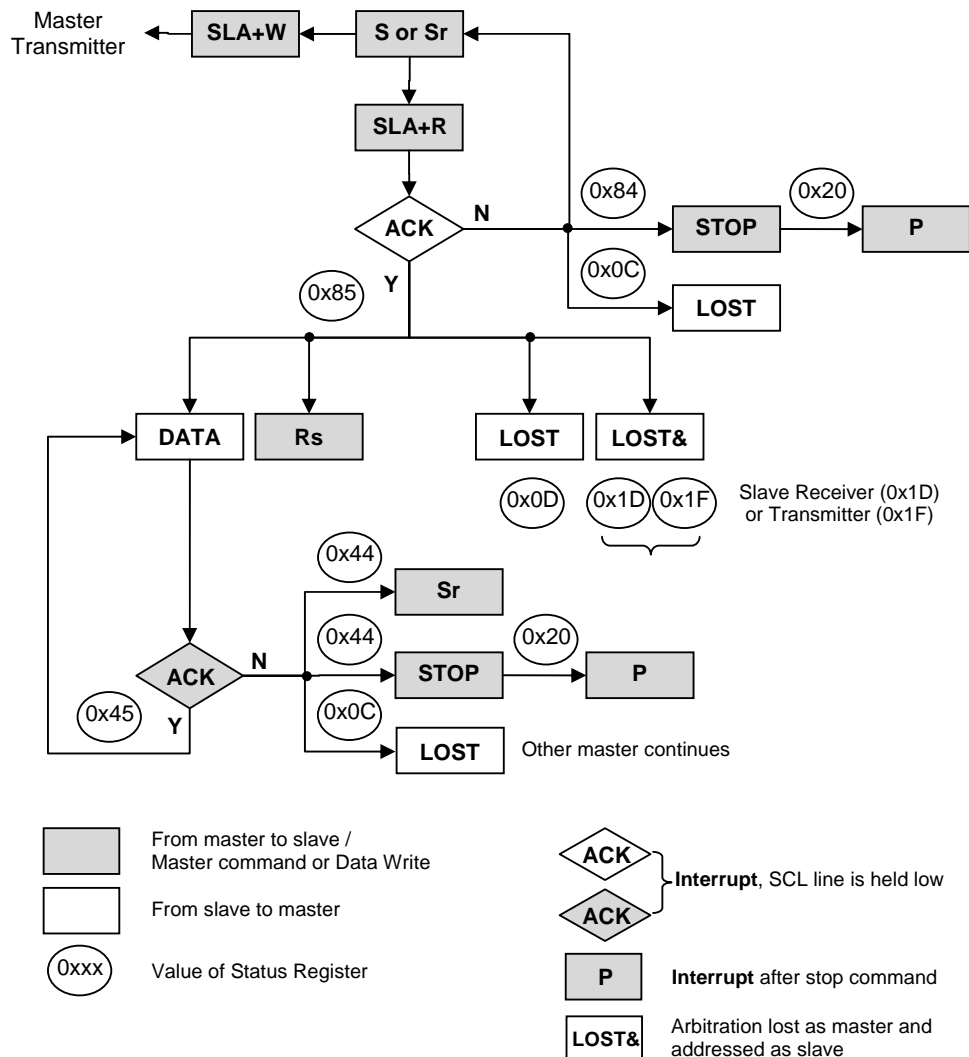 Master
Transmitter
SLA+W
S or Sr
SLA+R
ACK
N
Y
0x84
0x20
STOP
P
0x0C
LOST
0x85
DATA
Rs
LOST
LOST&
0x0D
0x1D
0x1F
Slave Receiver (0x1D)
or Transmitter (0x1F)
0x44
Sr
ACK
N
Y
0x44
0x20
STOP
P
0x45
0x0C
LOST
Other master continues
From master to slave /
Master command or Data Write
From slave to master
0xxx
Value of Status Register
ACK
Interrupt, SCL line is held low
ACK
P
Interrupt after stop command
LOST&
Arbitration lost as master and
addressed as slave